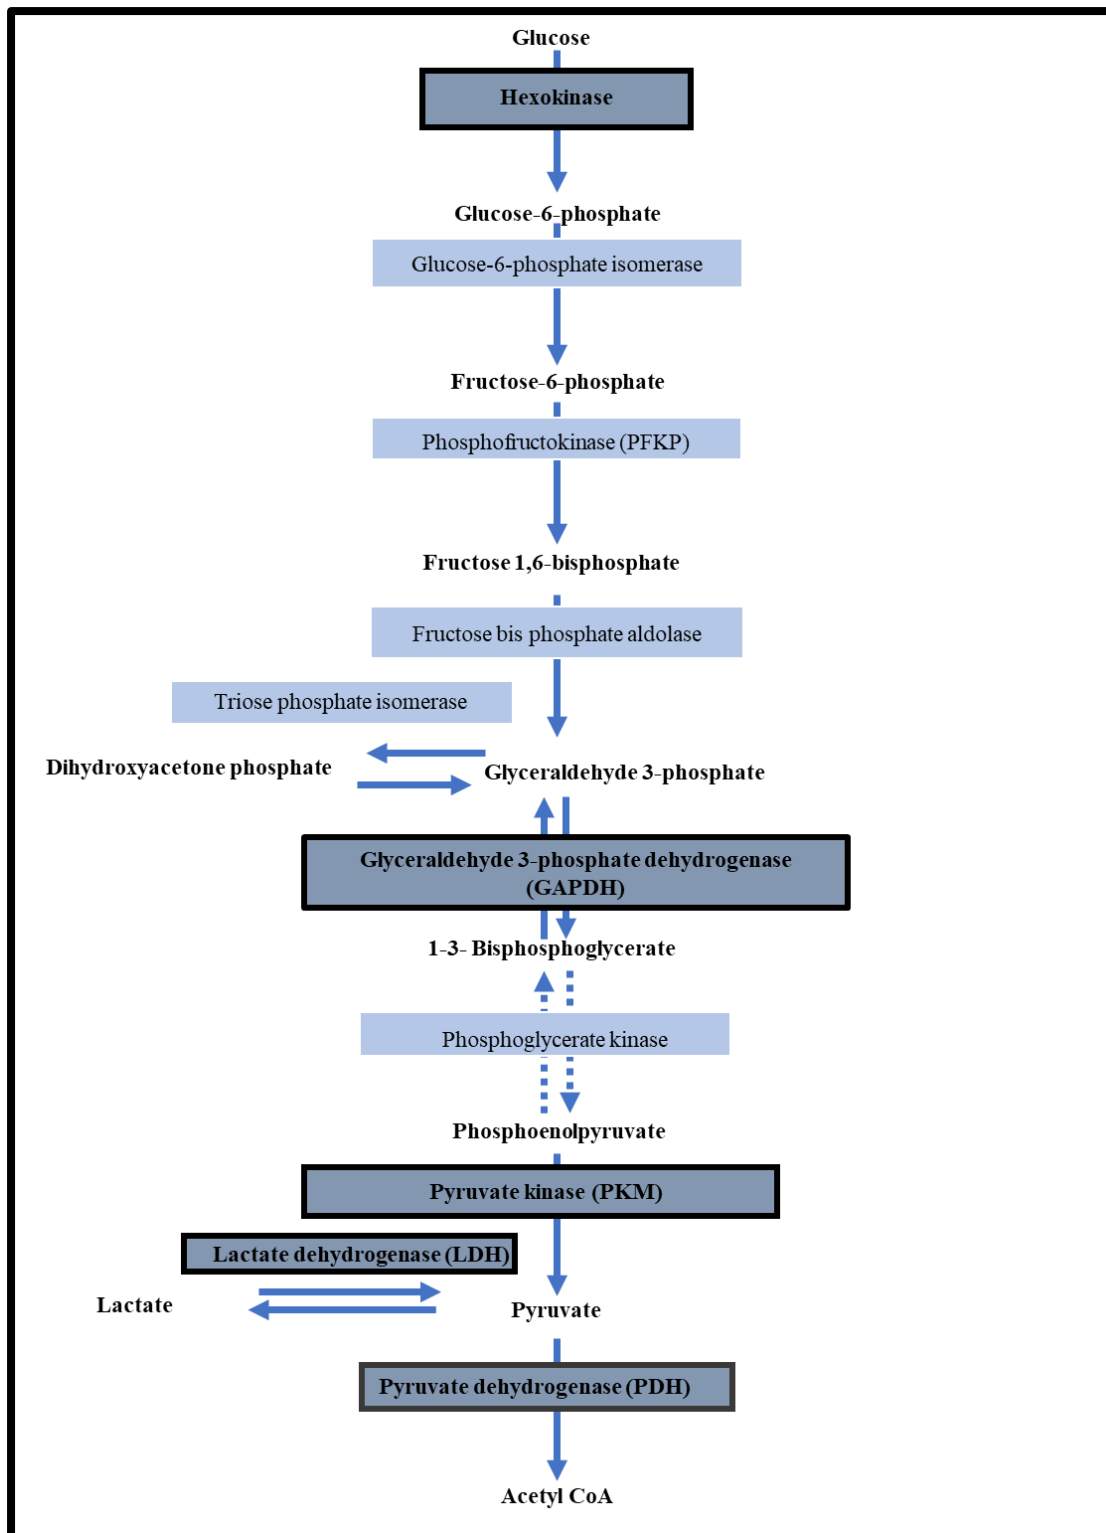 Glucose
Hexokinase
Glucose-6-phosphate
Glucose-6-phosphate isomerase
Fructose-6-phosphate
Phosphofructokinase (PFKP)
Fructose 1,6-bisphosphate
Fructose bis phosphate aldolase
Triose phosphate isomerase
Dihydroxyacetone phosphate
Glyceraldehyde 3-phosphate
Glyceraldehyde 3-phosphate dehydrogenase
(GAPDH)
1-3- Bisphosphoglycerate
Phosphoglycerate kinase
Phosphoenolpyruvate
Pyruvate kinase (PKM)
Lactate dehydrogenase (LDH)
Lactate
Pyruvate
Pyruvate dehydrogenase (PDH)
Acetyl CoA